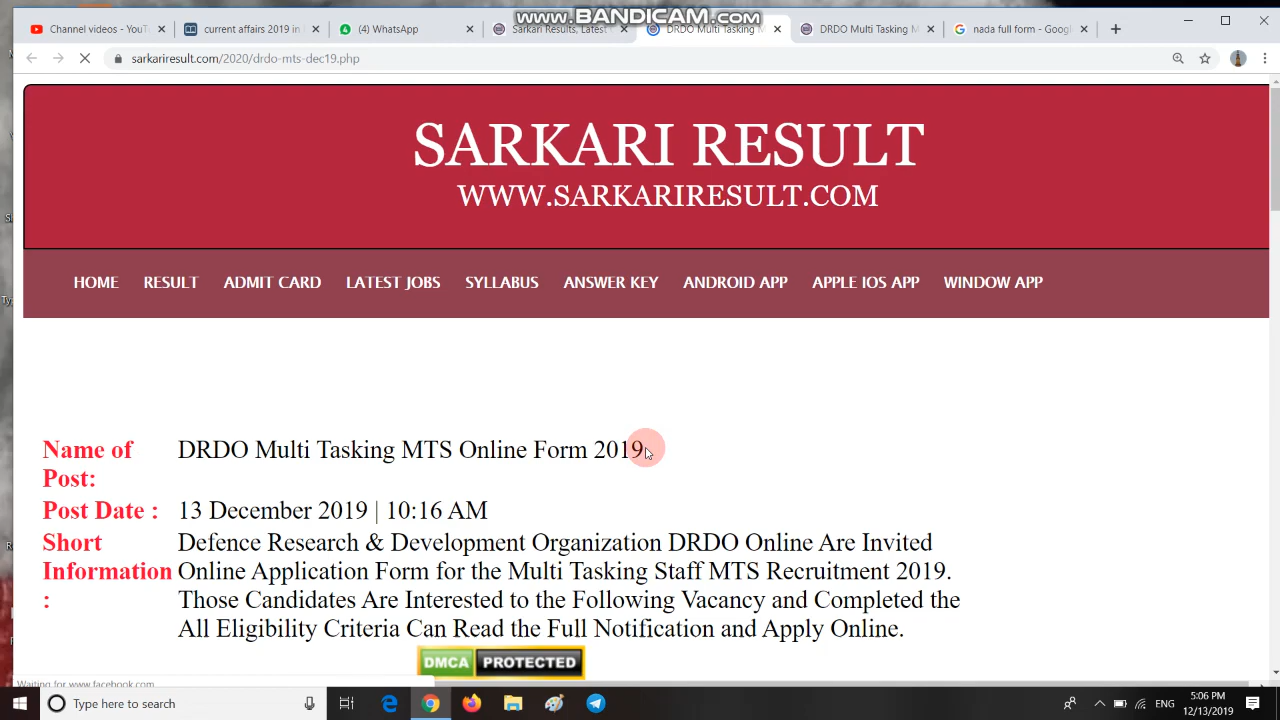 www.BANDICAM.com
Channel videos - YouTu
current affairs 2019 in
(4) WhatsApp
Sarkari Results, Latest
DRDO Multi Tasking M
DRDO Multi Tasking M
nada full form - Google
sarkariresult.com/2020/drdo-mts-dec19.php
SARKARI RESULT
WWW.SARKARIRESULT.COM
HOME RESULT ADMIT CARD LATEST JOBS SYLLABUS ANSWER KEY ANDROID APP APPLE IOS APP WINDOW APP
Name of DRDO Multi Tasking MTS Online Form 2019
Post:
Post Date : 13 December 2019 | 10:16 AM
Short Defence Research & Development Organization DRDO Online Are Invited
Information Online Application Form for the Multi Tasking Staff MTS Recruitment 2019.
: Those Candidates Are Interested to the Following Vacancy and Completed the
All Eligibility Criteria Can Read the Full Notification and Apply Online.
DMCA PROTECTED
Waiting for www.facebook.com
Type here to search
ENG
5:06 PM
12/13/2019